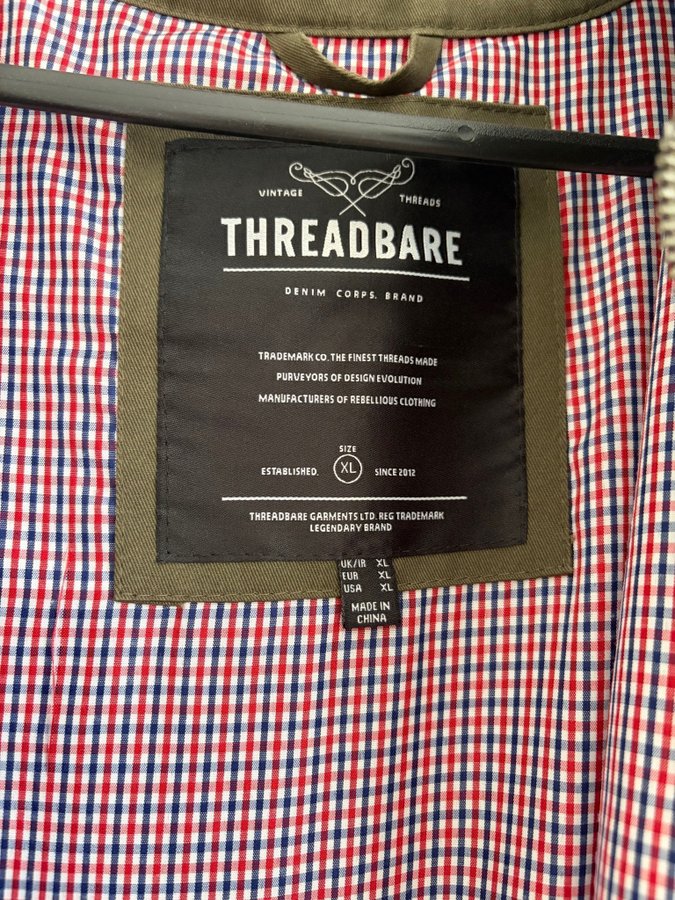 VINTAGE THREADS
THREADBARE
DENIM CORPS. BRAND
TRADEMARK CO. THE FINEST THREADS MADE
PURVEYORS OF DESIGN EVOLUTION
MANUFACTURERS OF REBELLIOUS CLOTHING
SIZE
ESTABLISHED. XL SINCE 2012
THREADBARE GARMENTS LTD. REG TRADEMARK
LEGENDARY BRAND
UK/IR XL
EUR XL
USA XL
MADE IN
CHINA